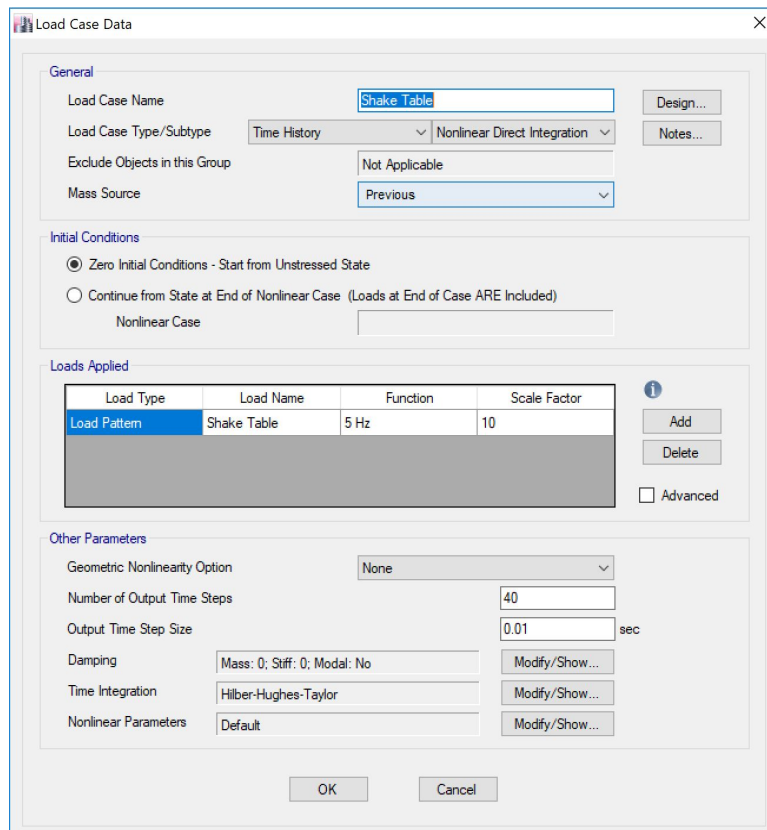 Load Case Data
General
Load Case Name Shake Table Design...
Load Case Type/Subtype Time History Nonlinear Direct Integration Notes...
Exclude Objects in this Group Not Applicable
Mass Source Previous
Initial Conditions
Zero Initial Conditions - Start from Unstressed State
Continue from State at End of Nonlinear Case (Loads at End of Case ARE Included)
Nonlinear Case
Loads Applied
Load Type Load Name Function Scale Factor
Load Pattern Shake Table 5 Hz 10
Add
Delete
Advanced
Other Parameters
Geometric Nonlinearity Option None
Number of Output Time Steps 40
Output Time Step Size 0.01 sec
Damping Mass: 0; Stiff: 0; Modal: No Modify/Show...
Time Integration Hilber-Hughes-Taylor Modify/Show...
Nonlinear Parameters Default Modify/Show...
OK Cancel